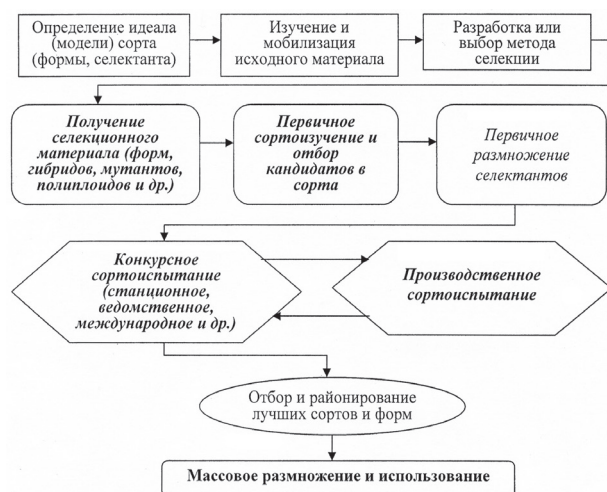 Определение идеала
(модели) сорта
(формы, селектанта)
Изучение и
мобилизация
исходного материала
Разработка или
выбор метода
селекции
Получение
селекционного
материала (форм,
гибридов, мутантов,
полиплоидов и др.)
Первичное
сортоизучение и
отбор
кандидатов в
сорта
Первичное
размножение
селектантов
Конкурсное
сортоиспытание
(станционное,
ведомственное,
международное и др.)
Производственное
сортоиспытание
Отбор и районирование
лучших сортов и форм
Массовое размножение и использование